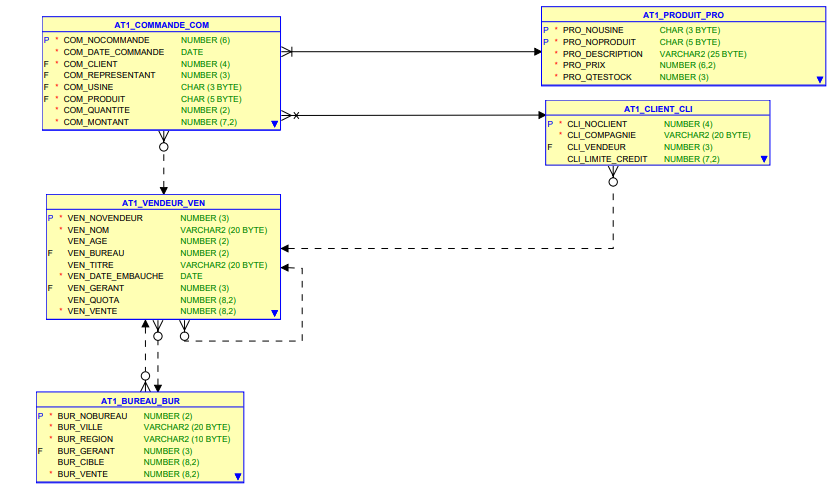 AT1_COMMANDE_COM
P * COM_NOCOMMANDE NUMBER (6)
* COM_DATE_COMMANDE DATE
F * COM_CLIENT NUMBER (4)
F COM_REPRESENTANT NUMBER (3)
F * COM_USINE CHAR (3 BYTE)
F * COM_PRODUIT CHAR (5 BYTE)
* COM_QUANTITE NUMBER (2)
* COM_MONTANT NUMBER (7,2)
AT1_PRODUIT_PRO
P * PRO_NOUSINE CHAR (3 BYTE)
P * PRO_NOPRODUIT CHAR (5 BYTE)
* PRO_DESCRIPTION VARCHAR2 (25 BYTE)
* PRO_PRIX NUMBER (6,2)
* PRO_QTESTOCK NUMBER (3)
AT1_CLIENT_CLI
P * CLI_NOCLIENT NUMBER (4)
* CLI_COMPAGNIE VARCHAR2 (20 BYTE)
F CLI_VENDEUR NUMBER (3)
CLI_LIMITE_CREDIT NUMBER (7,2)
AT1_VENDEUR_VEN
P * VEN_NOVENDEUR NUMBER (3)
* VEN_NOM VARCHAR2 (20 BYTE)
VEN_AGE NUMBER (2)
F VEN_BUREAU NUMBER (2)
VEN_TITRE VARCHAR2 (20 BYTE)
* VEN_DATE_EMBAUCHE DATE
F VEN_GERANT NUMBER (3)
VEN_QUOTA NUMBER (8,2)
* VEN_VENTE NUMBER (8,2)
AT1_BUREAU_BUR
P * BUR_NOBUREAU NUMBER (2)
* BUR_VILLE VARCHAR2 (20 BYTE)
* BUR_REGION VARCHAR2 (10 BYTE)
F BUR_GERANT NUMBER (3)
BUR_CIBLE NUMBER (8,2)
* BUR_VENTE NUMBER (8,2)